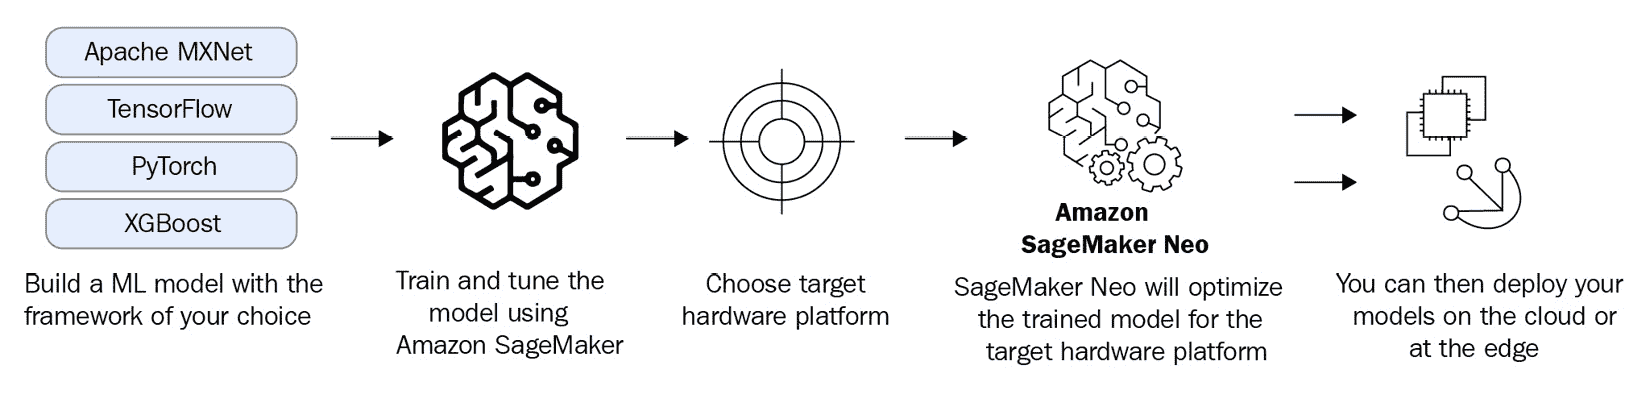 Apache MXNet
TensorFlow
PyTorch
XGBoost
Build a ML model with the
framework of your choice
Train and tune the
model using
Amazon SageMaker
Choose target
hardware platform
Amazon
SageMaker Neo
SageMaker Neo will optimize
the trained model for the
target hardware platform
You can then deploy your
models on the cloud or
at the edge